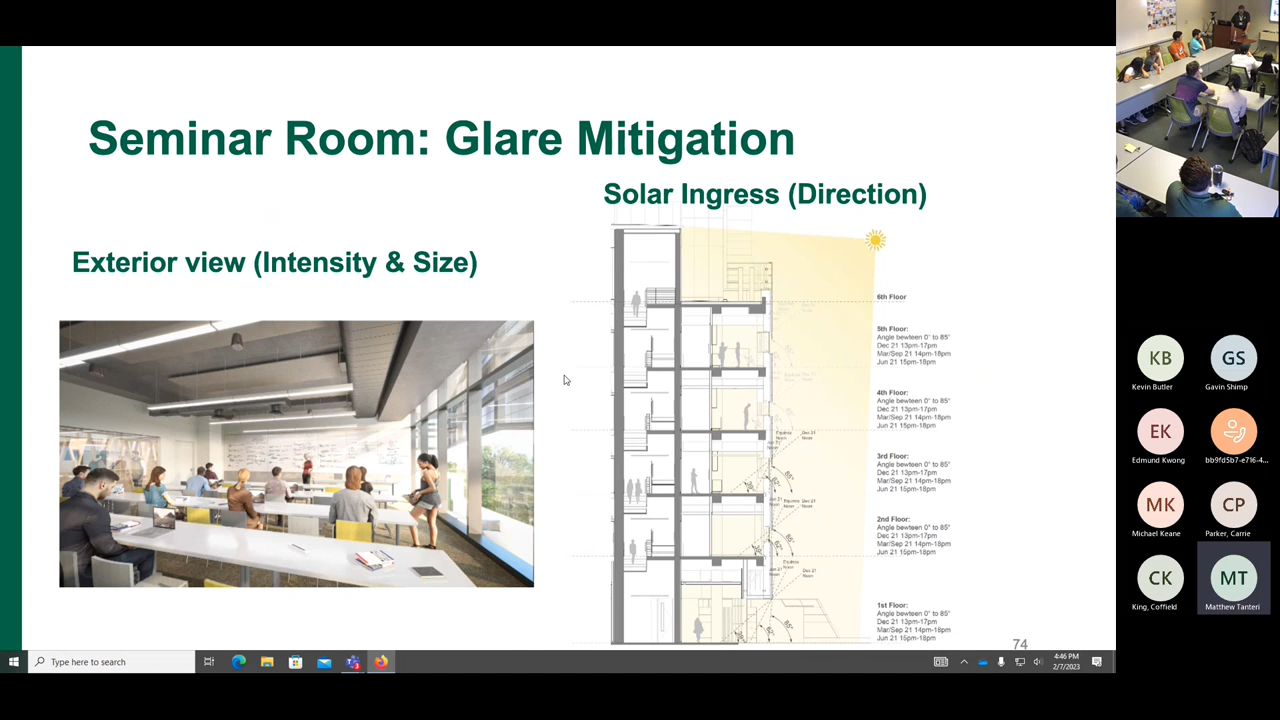 Seminar Room: Glare Mitigation
Solar Ingress (Direction)
Exterior view (Intensity & Size)
6th Floor
5th Floor:
Angle bewteen 0° to 85°
Dec 21 13pm-17pm
Mar/Sep 21 14pm-18pm
Jun 21 15pm-18pm
4th Floor:
Angle bewteen 0° to 85°
Dec 21 13pm-17pm
Mar/Sep 21 14pm-18pm
Jun 21 15pm-18pm
3rd Floor:
Angle bewteen 0° to 85°
Dec 21 13pm-17pm
Mar/Sep 21 14pm-18pm
Jun 21 15pm-18pm
2nd Floor:
Angle bewteen 0° to 85°
Dec 21 13pm-17pm
Mar/Sep 21 14pm-18pm
Jun 21 15pm-18pm
1st Floor:
Angle bewteen 0° to 85°
Dec 21 13pm-17pm
Mar/Sep 21 14pm-18pm
Jun 21 15pm-18pm
74
Type here to search
4:46 PM
2/7/2023
KB
Kevin Butler
GS
Gavin Shimp
EK
Edmund Kwong
bb9fd5b7-e716-4...
MK
Michael Keane
CP
Parker, Carrie
CK
King, Coffield
MT
Matthew Tanteri